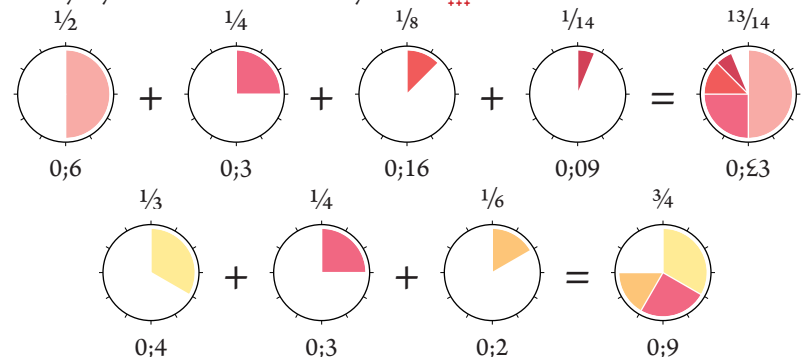 ½ ¼ ⅛ 1/14 13/14
+ + + =
0;6 0;3 0;16 0;09 0;↋3
⅓ ¼ ⅙ ¾
+ + =
0;4 0;3 0;2 0;9